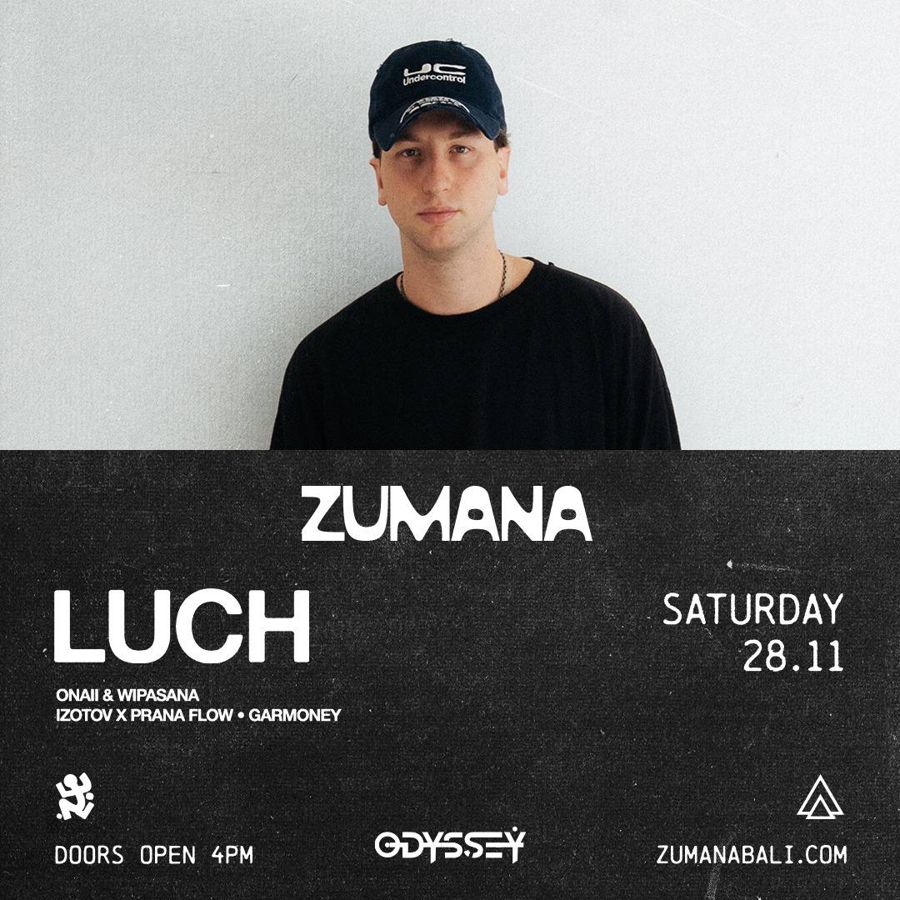 UC
Undercontrol
ZUMANA
LUCH
SATURDAY
28.11
ONAII & WIPASANA
IZOTOV X PRANA FLOW • GARMONEY
DOORS OPEN 4PM
ODYSSEY
ZUMANABALI.COM